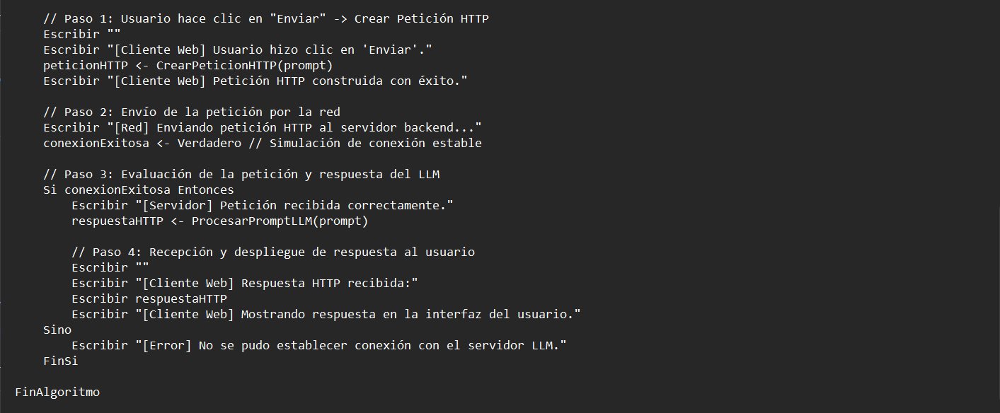 // Paso 1: Usuario hace clic en "Enviar" -> Crear Petición HTTP
Escribir ""
Escribir "[Cliente Web] Usuario hizo clic en 'Enviar'."
peticionHTTP <- CrearPeticionHTTP(prompt)
Escribir "[Cliente Web] Petición HTTP construida con éxito."
// Paso 2: Envío de la petición por la red
Escribir "[Red] Enviando petición HTTP al servidor backend..."
conexionExitosa <- Verdadero // Simulación de conexión estable
// Paso 3: Evaluación de la petición y respuesta del LLM
Si conexionExitosa Entonces
Escribir "[Servidor] Petición recibida correctamente."
respuestaHTTP <- ProcesarPromptLLM(prompt)
// Paso 4: Recepción y despliegue de respuesta al usuario
Escribir ""
Escribir "[Cliente Web] Respuesta HTTP recibida:"
Escribir respuestaHTTP
Escribir "[Cliente Web] Mostrando respuesta en la interfaz del usuario."
Sino
Escribir "[Error] No se pudo establecer conexión con el servidor LLM."
FinSi
FinAlgoritmo